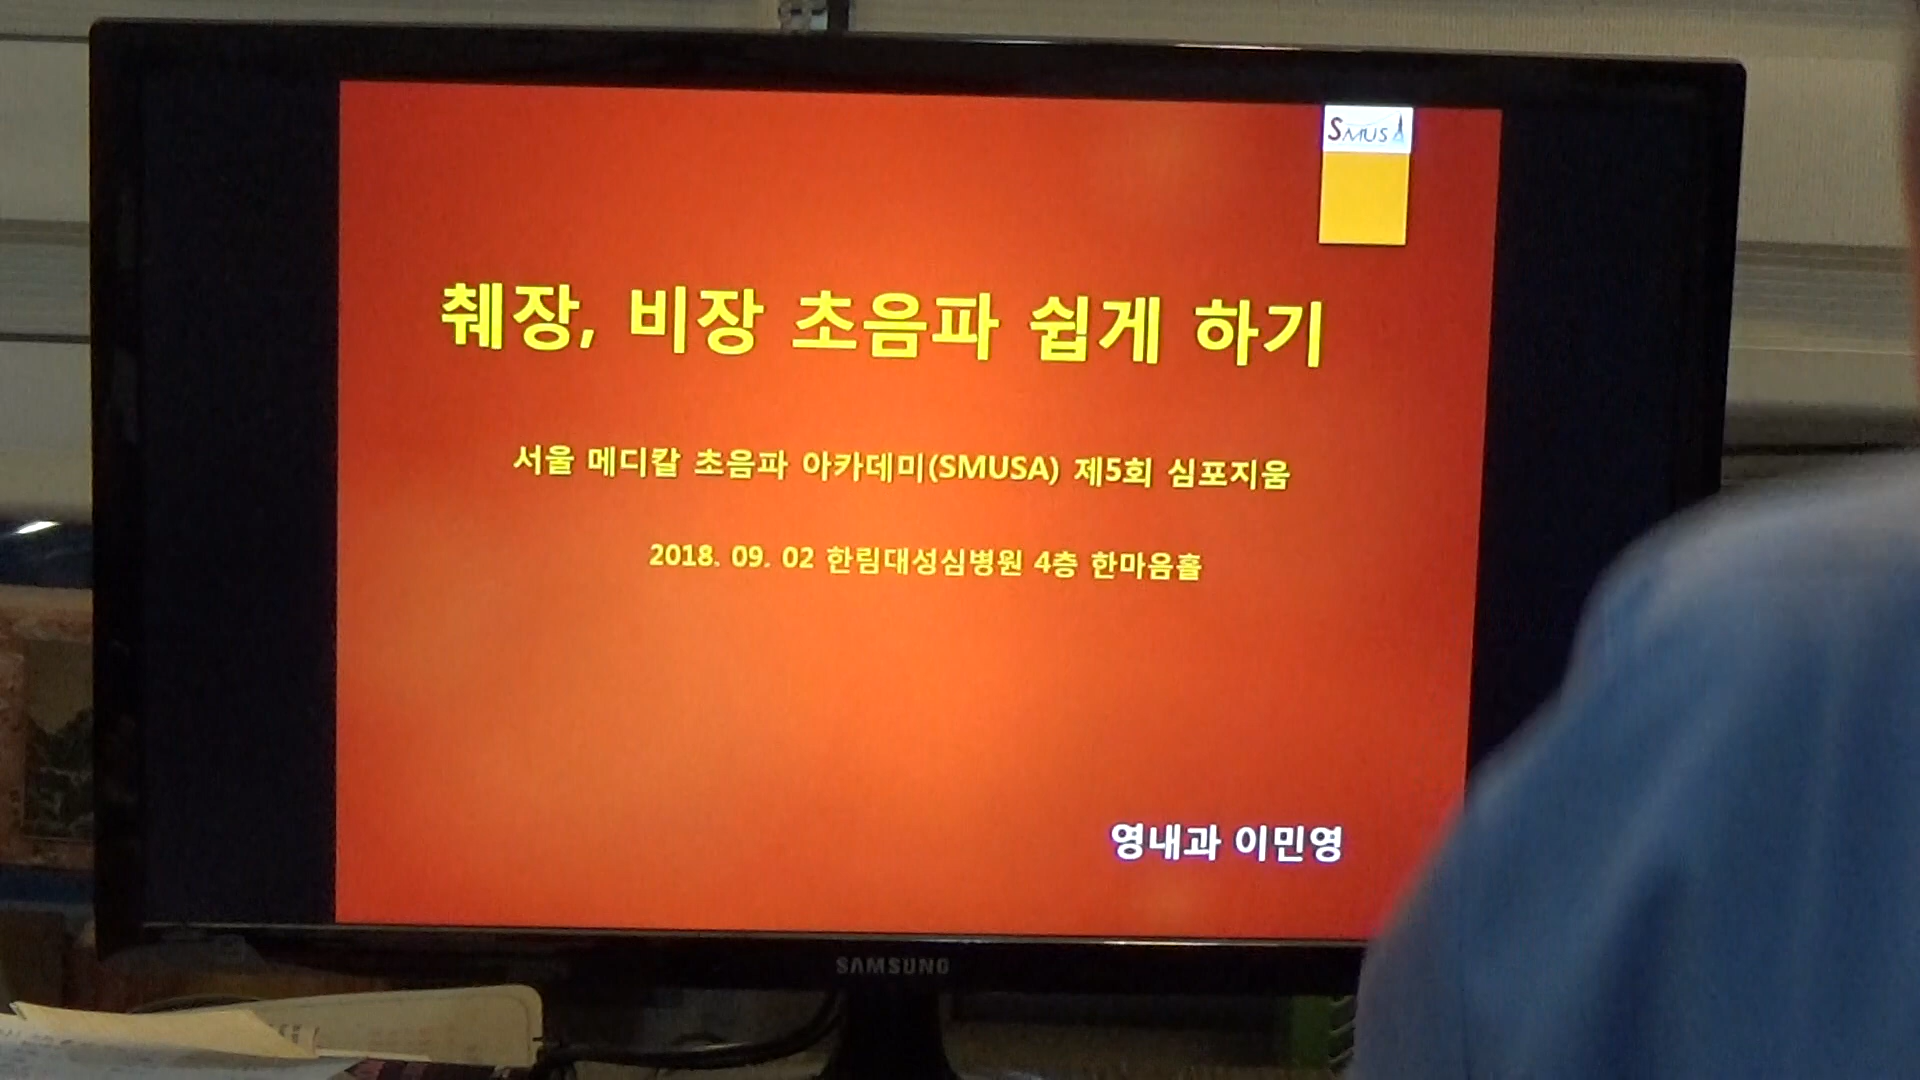 SMUSA
췌장, 비장 초음파 쉽게 하기
서울 메디칼 초음파 아카데미(SMUSA) 제5회 심포지움
2018. 09. 02 한림대성심병원 4층 한마음홀
영내과 이민영
SAMSUNG